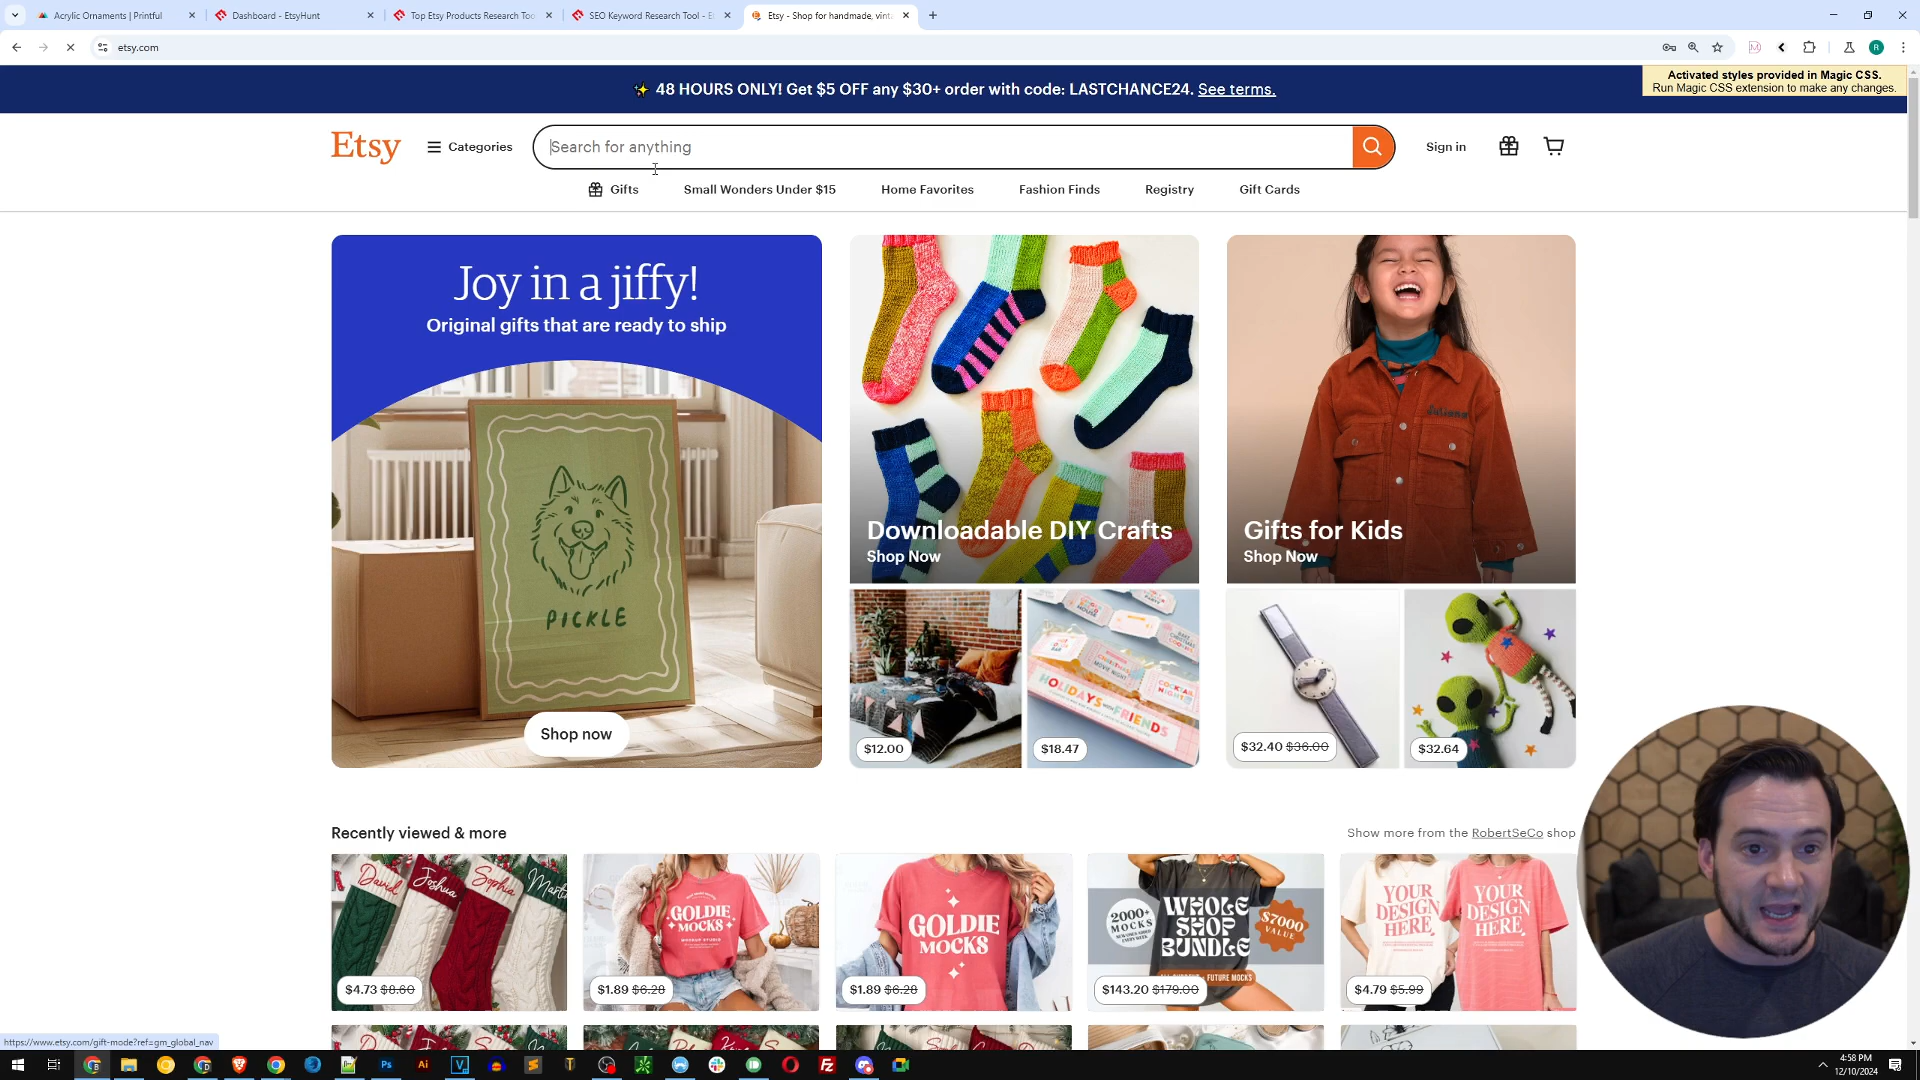 Acrylic Ornaments | Printful
Dashboard - EtsyHunt
Top Etsy Products Research Too
SEO Keyword Research Tool - E
Etsy - Shop for handmade, vint
etsy.com
✨ 48 HOURS ONLY! Get $5 OFF any $30+ order with code: LASTCHANCE24. See terms.
Activated styles provided in Magic CSS.
Run Magic CSS extension to make any changes.
Etsy
Categories
Search for anything
Sign in
Gifts
Small Wonders Under $15
Home Favorites
Fashion Finds
Registry
Gift Cards
Joy in a jiffy!
Original gifts that are ready to ship
PICKLE
Shop now
Downloadable DIY Crafts
Shop Now
$12.00
HOLIDAYS WITH FRIENDS
$18.47
Juliana
Gifts for Kids
Shop Now
$32.40 $36.00
$32.64
Recently viewed & more
Show more from the RobertSeCo shop
David
Joshua
Sophia
$4.73 $8.60
GOLDIE
MOCKS
$1.89 $6.28
GOLDIE
MOCKS
$1.89 $6.28
2000+
MOCKS
WHOLE
SHOP
BUNDLE
$7000
VALUE
$143.20 $179.00
YOUR
DESIGN
HERE
YOUR
DESIGN
HERE
$4.79 $5.99
https://www.etsy.com/gift-mode?ref=gm_global_nav
4:58 PM
12/10/2024